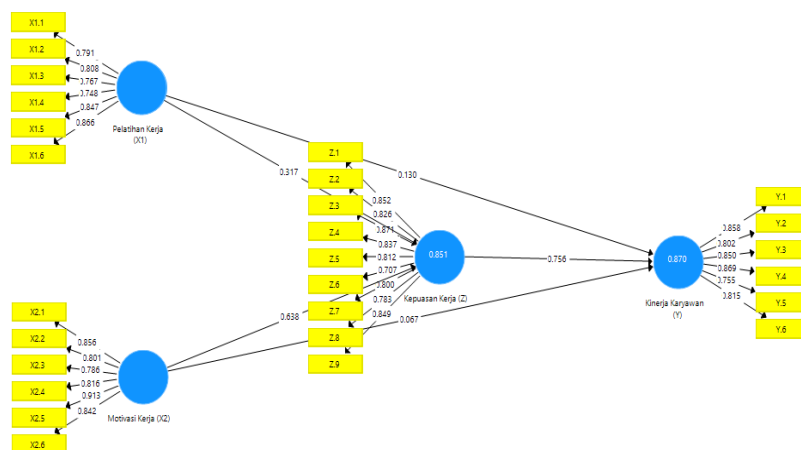 X1.1
X1.2
X1.3
X1.4
X1.5
X1.6
0.791
0.808
0.767
0.748
0.847
0.866
Pelatihan Kerja
(X1)
0.317
0.130
Z.1
Z.2
Z.3
Z.4
Z.5
Z.6
Z.7
Z.8
Z.9
0.852
0.826
0.871
0.837
0.812
0.707
0.800
0.783
0.849
0.851
Kepuasan Kerja (Z)
0.756
0.638
0.067
X2.1
X2.2
X2.3
X2.4
X2.5
X2.6
0.856
0.801
0.786
0.816
0.913
0.842
Motivasi Kerja (X2)
0.870
Kinerja Karyawan
(Y)
0.858
0.802
0.850
0.869
0.755
0.815
Y.1
Y.2
Y.3
Y.4
Y.5
Y.6